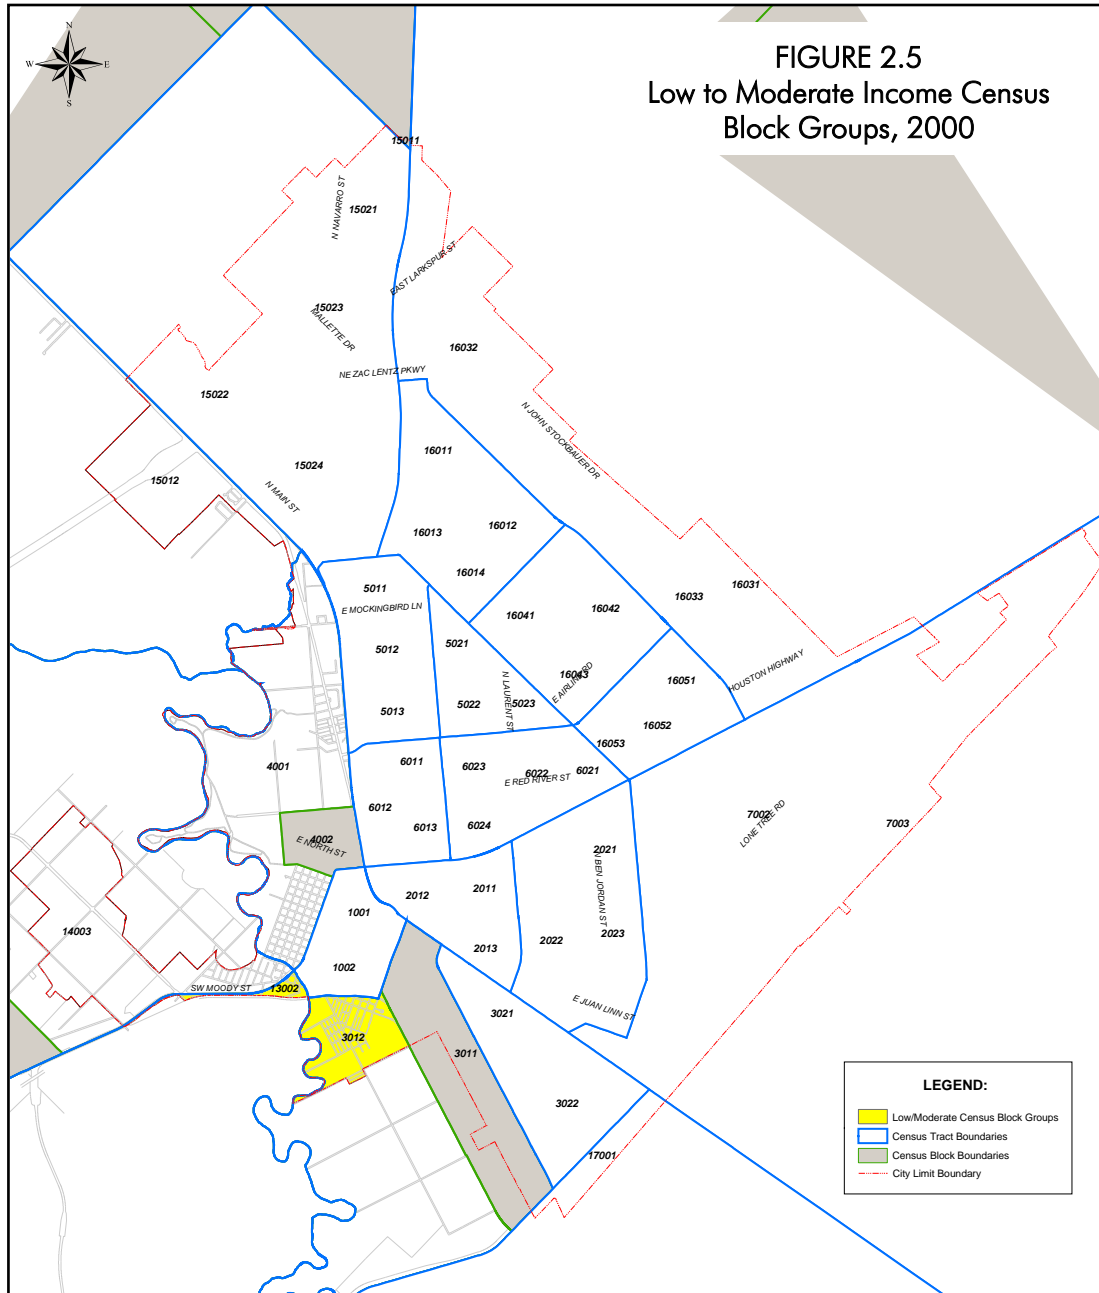 FIGURE 2.5
Low to Moderate Income Census
Block Groups, 2000
N
W
E
S
15011
N NAVARRO ST
15021
EAST LARKSPUR ST
15023
MALLETTE DR
16032
NE ZAC LENTZ PKWY
15022
N JOHN STOCKBAUER DR
16011
15024
15012
N MAIN ST
16012
16013
16014
5011
16031
16033
E MOCKINGBIRD LN
16042
16041
5021
5012
HOUSTON HIGHWAY
16043
E AIRLINE RD
16051
N LAURENT ST
5022
5023
5013
16052
16053
4001
6011
6023
6022
6021
E RED RIVER ST
6012
7002
LONE TREE RD
7003
6013
6024
4002
E NORTH ST
2021
N BEN JORDAN ST
2011
2012
1001
14003
2022
2023
2013
1002
SW MOODY ST
13002
E JUAN LINN ST
3021
3012
3011
3022
17001
LEGEND:
Low/Moderate Census Block Groups
Census Tract Boundaries
Census Block Boundaries
City Limit Boundary